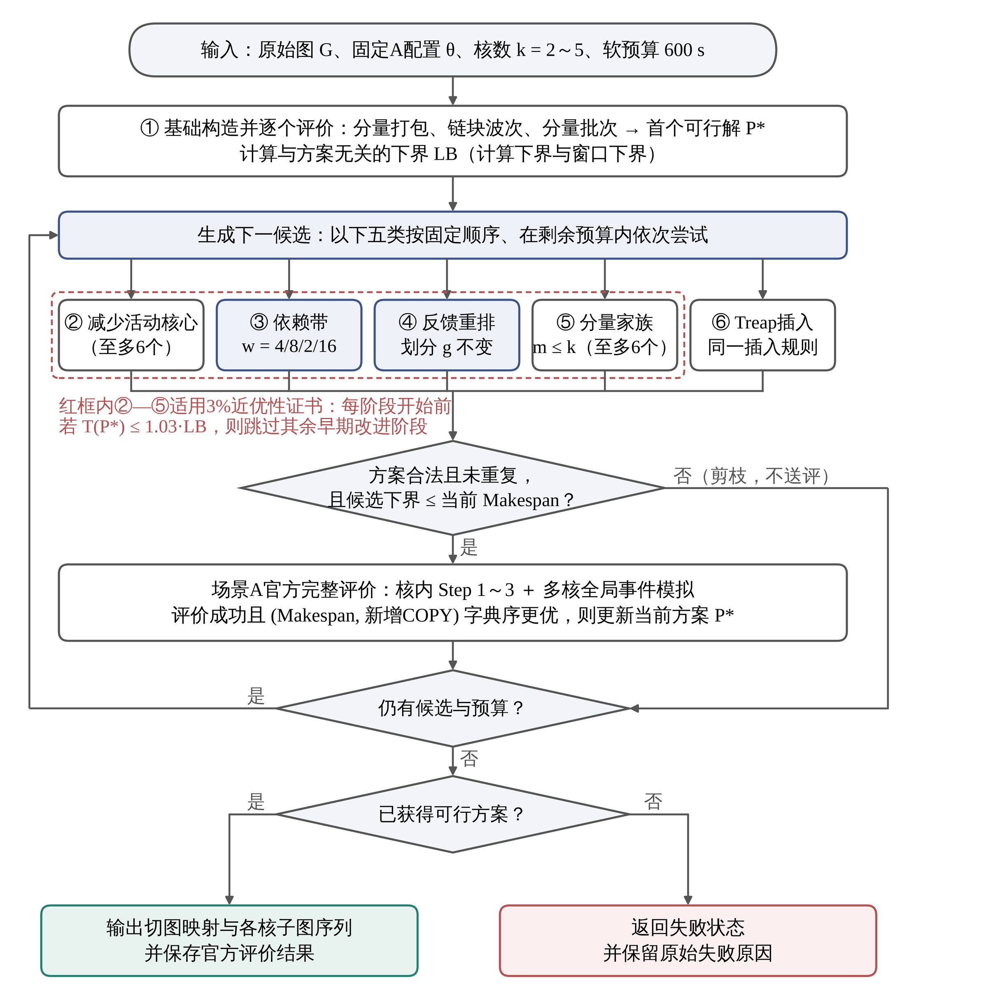 输入：原始图 G、固定A配置 θ、核数 k = 2～5、软预算 600 s
① 基础构造并逐个评价：分量打包、链块波次、分量批次 → 首个可行解 P*
计算与方案无关的下界 LB（计算下界与窗口下界）
生成下一候选：以下五类按固定顺序、在剩余预算内依次尝试
② 减少活动核心
（至多6个）
③ 依赖带
w = 4/8/2/16
④ 反馈重排
划分 g 不变
⑤ 分量家族
m ≤ k（至多6个）
⑥ Treap插入
同一插入规则
红框内②—⑤适用3%近优性证书：每阶段开始前
若 T(P*) ≤ 1.03·LB，则跳过其余早期改进阶段
方案合法且未重复，
且候选下界 ≤ 当前 Makespan？
否（剪枝，不送评）
是
场景A官方完整评价：核内 Step 1～3 ＋ 多核全局事件模拟
评价成功且 (Makespan, 新增COPY) 字典序更优，则更新当前方案 P*
是
仍有候选与预算？
否
是
已获得可行方案？
否
输出切图映射与各核子图序列
并保存官方评价结果
返回失败状态
并保留原始失败原因